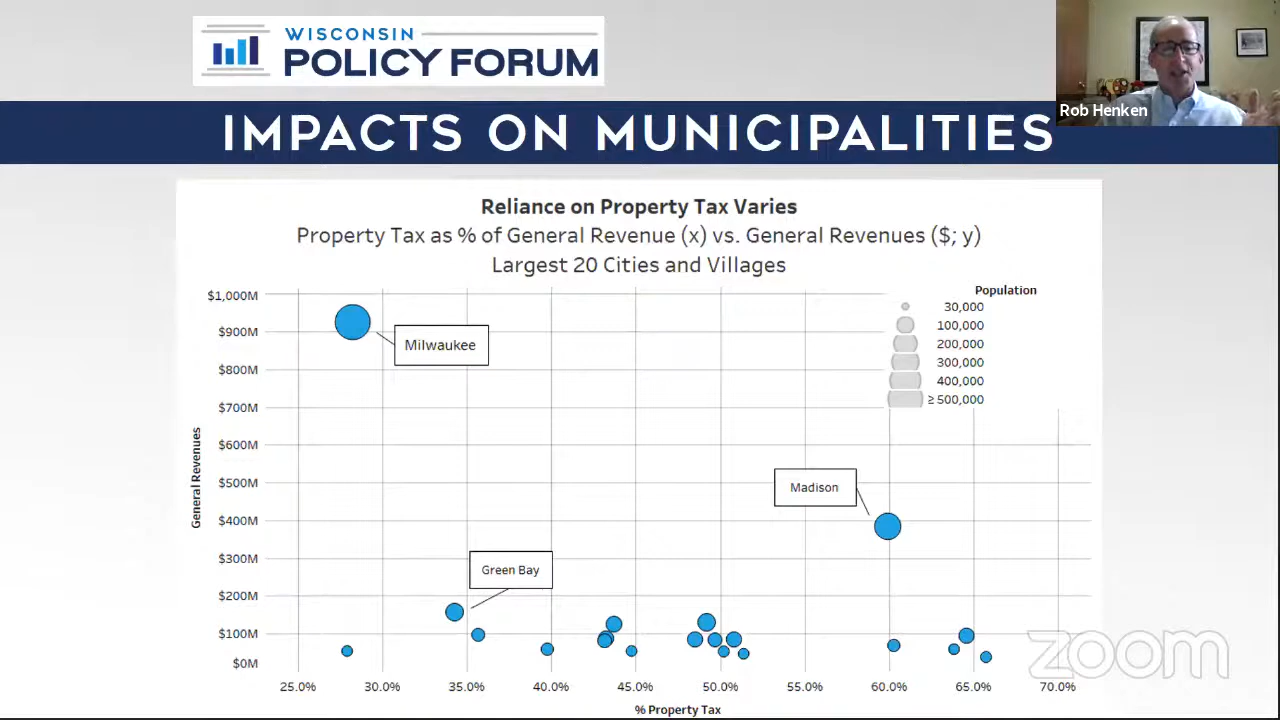 WISCONSIN
POLICY FORUM
Rob Henken
IMPACTS ON MUNICIPALITIES
Reliance on Property Tax Varies
Property Tax as % of General Revenue (x) vs. General Revenues ($; y)
Largest 20 Cities and Villages
Population
30,000
100,000
200,000
300,000
400,000
≥ 500,000
General Revenues
$1,000M
$900M
$800M
$700M
$600M
$500M
$400M
$300M
$200M
$100M
$0M
Milwaukee
Madison
Green Bay
25.0% 30.0% 35.0% 40.0% 45.0% 50.0% 55.0% 60.0% 65.0% 70.0%
% Property Tax
zoom